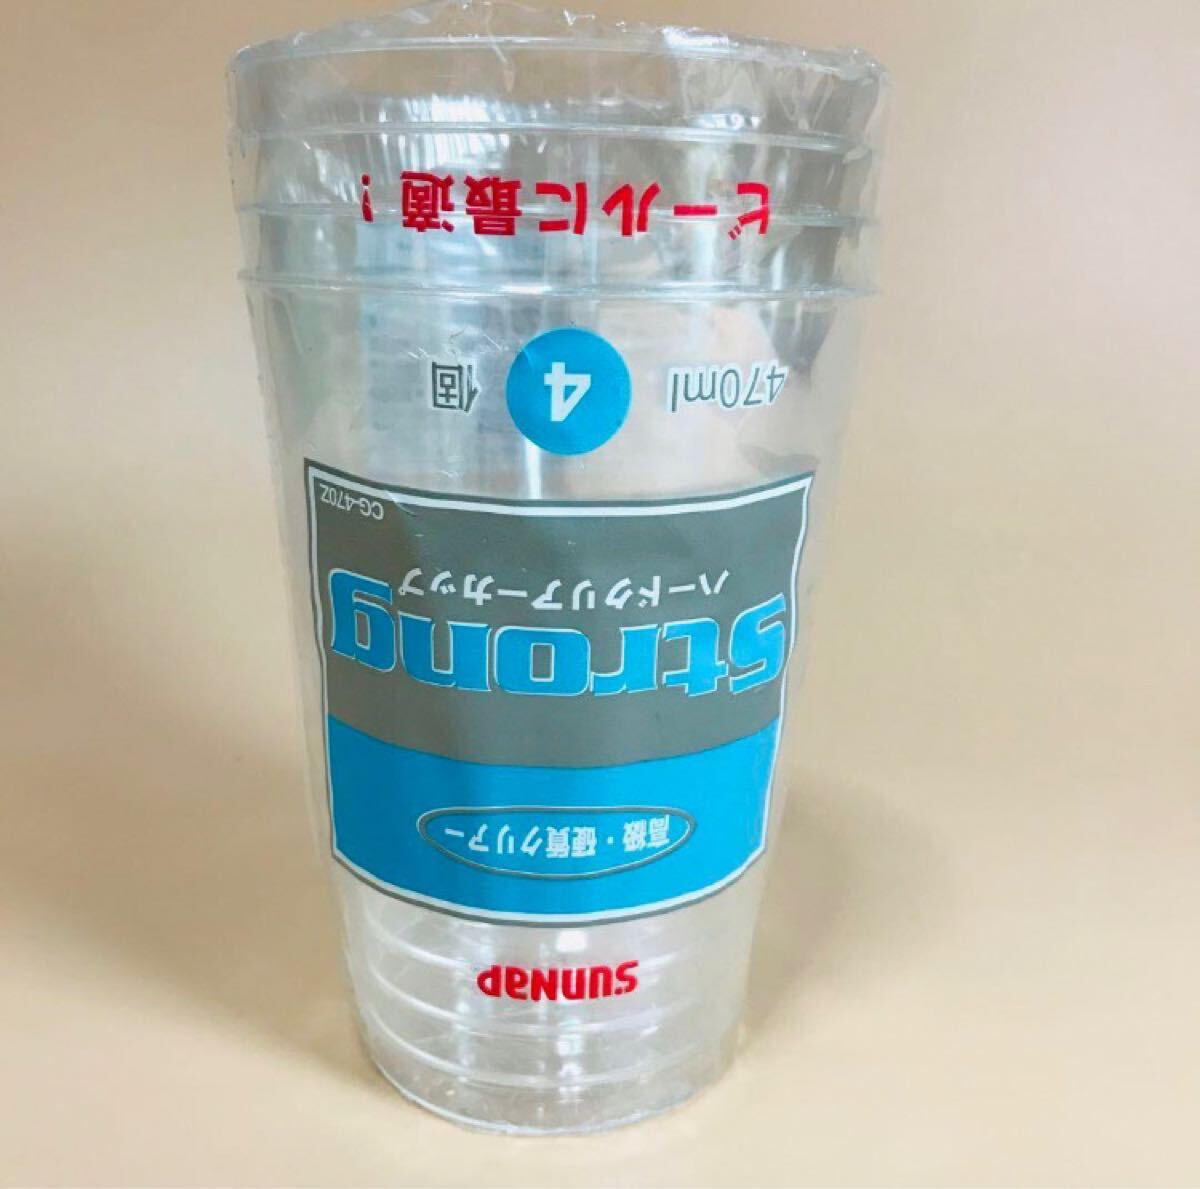 sunnap
高級・硬質クリアー
Strong
ハードクリアーカップ
CG-470Z
470ml 4個
ビールに最適!